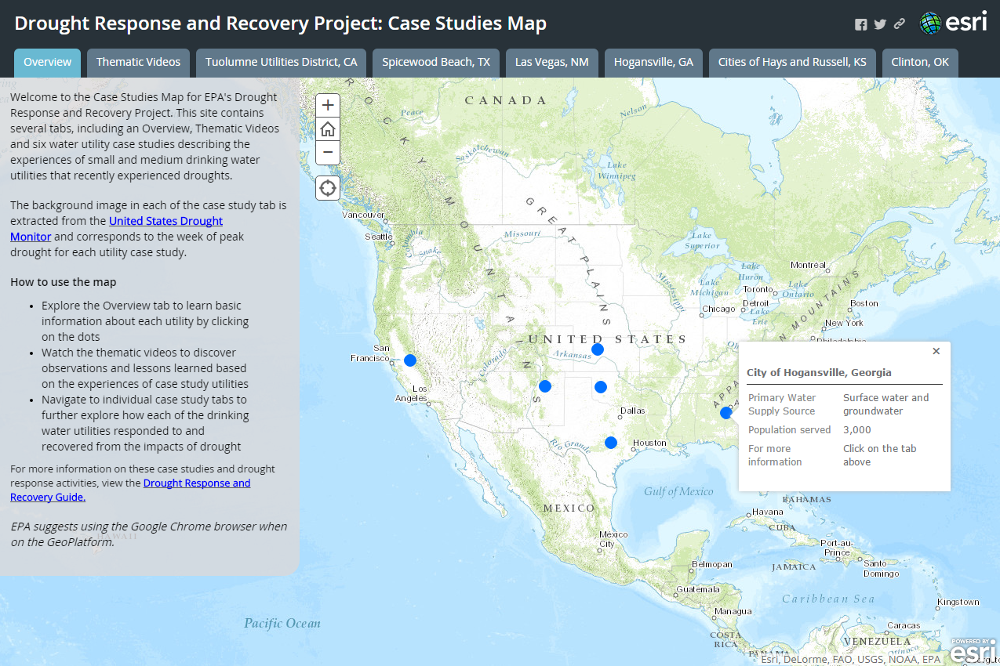 Drought Response and Recovery Project: Case Studies Map
esri
Overview
Thematic Videos
Tuolumne Utilities District, CA
Spicewood Beach, TX
Las Vegas, NM
Hogansville, GA
Cities of Hays and Russell, KS
Clinton, OK
Welcome to the Case Studies Map for EPA's Drought
Response and Recovery Project. This site contains
several tabs, including an Overview, Thematic Videos
and six water utility case studies describing the
experiences of small and medium drinking water
utilities that recently experienced droughts.
The background image in each of the case study tab is
extracted from the United States Drought
Monitor and corresponds to the week of peak
drought for each utility case study.
How to use the map
• Explore the Overview tab to learn basic
information about each utility by clicking
on the dots
• Watch the thematic videos to discover
observations and lessons learned based
on the experiences of case study utilities
• Navigate to individual case study tabs to
further explore how each of the drinking
water utilities responded to and
recovered from the impacts of drought
For more information on these case studies and drought
response activities, view the Drought Response and
Recovery Guide.
EPA suggests using the Google Chrome browser when
on the GeoPlatform.
HAWAII
+
−
CANADA
Peace
Nelson
Saskatchewan
Lake
Winnipeg
ROCKY MOUNTAINS
GREAT PLAINS
Vancouver
Seattle
Columbia
Snake
Missouri
Mississippi
Lake
Superior
Lake
Huron
Lake
Michigan
Lake
Ontario
Lake
Erie
Montréal
Toronto
Detroit
Chicago
Boston
New York
Philadelphia
MOUNTAINS
UNITED STATES
San
Francisco
Los
Angeles
Colorado
Arkansas
Dallas
Houston
Rio Grande
APPA
City of Hogansville, Georgia
Primary Water
Supply Source
Surface water and
groundwater
Population served
3,000
For more
information
Click on the tab
above
Gulf of Mexico
MEXICO
México
City
BAHAMAS
Havana
CUBA
Port-au-
Prince
Santo
Domingo
JAMAICA
Belmopan
Guatemala
Managua
Caribbean Sea
Kingstown
Caracas
COSTA
RICA
PANAMA
VENEZUELA
Orinoco
Pacific Ocean
Esri, DeLorme, FAO, USGS, NOAA, EPA
POWERED BY
esri